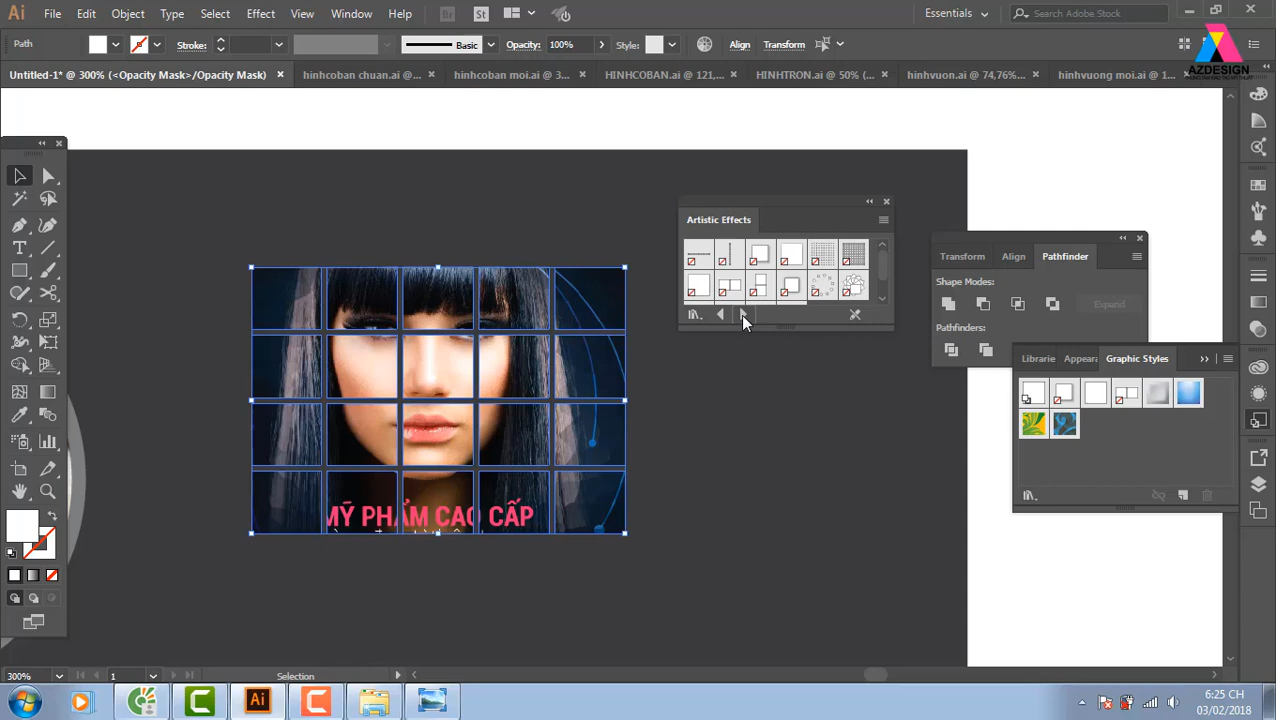 Ai File Edit Object Type Select Effect View Window Help Br St Essentials Search Adobe Stock
Path Stroke: Basic Opacity: 100% Style: Align Transform
AZDESIGN
Untitled-1* @ 300% (<Opacity Mask>/Opacity Mask) × hinhcoban chuan.ai @... × hinhcoban moi.ai @ 3... × HINHCOBAN.ai @ 121,... × HINHTRON.ai @ 50% (... × hinhvuon.ai @ 74,76%... × hinhvuong moi.ai @ 1...
Artistic Effects
Transform Align Pathfinder
Shape Modes:
Expand
Pathfinders:
Librarie Appeara Graphic Styles
MỸ PHẨM CAO CẤP
300% 1 Selection
Ai
6:25 CH
03/02/2018